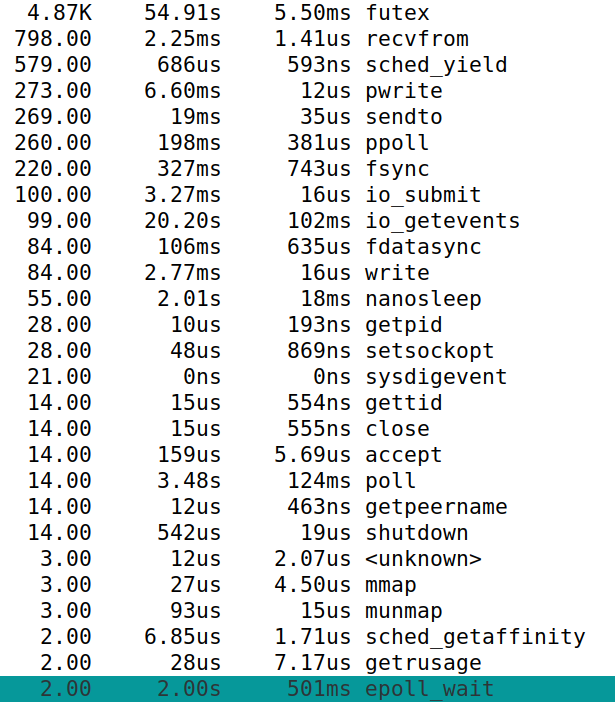 4.87K 54.91s 5.50ms futex
798.00 2.25ms 1.41us recvfrom
579.00 686us 593ns sched_yield
273.00 6.60ms 12us pwrite
269.00 19ms 35us sendto
260.00 198ms 381us ppoll
220.00 327ms 743us fsync
100.00 3.27ms 16us io_submit
99.00 20.20s 102ms io_getevents
84.00 106ms 635us fdatasync
84.00 2.77ms 16us write
55.00 2.01s 18ms nanosleep
28.00 10us 193ns getpid
28.00 48us 869ns setsockopt
21.00 0ns 0ns sysdigevent
14.00 15us 554ns gettid
14.00 15us 555ns close
14.00 159us 5.69us accept
14.00 3.48s 124ms poll
14.00 12us 463ns getpeername
14.00 542us 19us shutdown
3.00 12us 2.07us <unknown>
3.00 27us 4.50us mmap
3.00 93us 15us munmap
2.00 6.85us 1.71us sched_getaffinity
2.00 28us 7.17us getrusage
2.00 2.00s 501ms epoll_wait